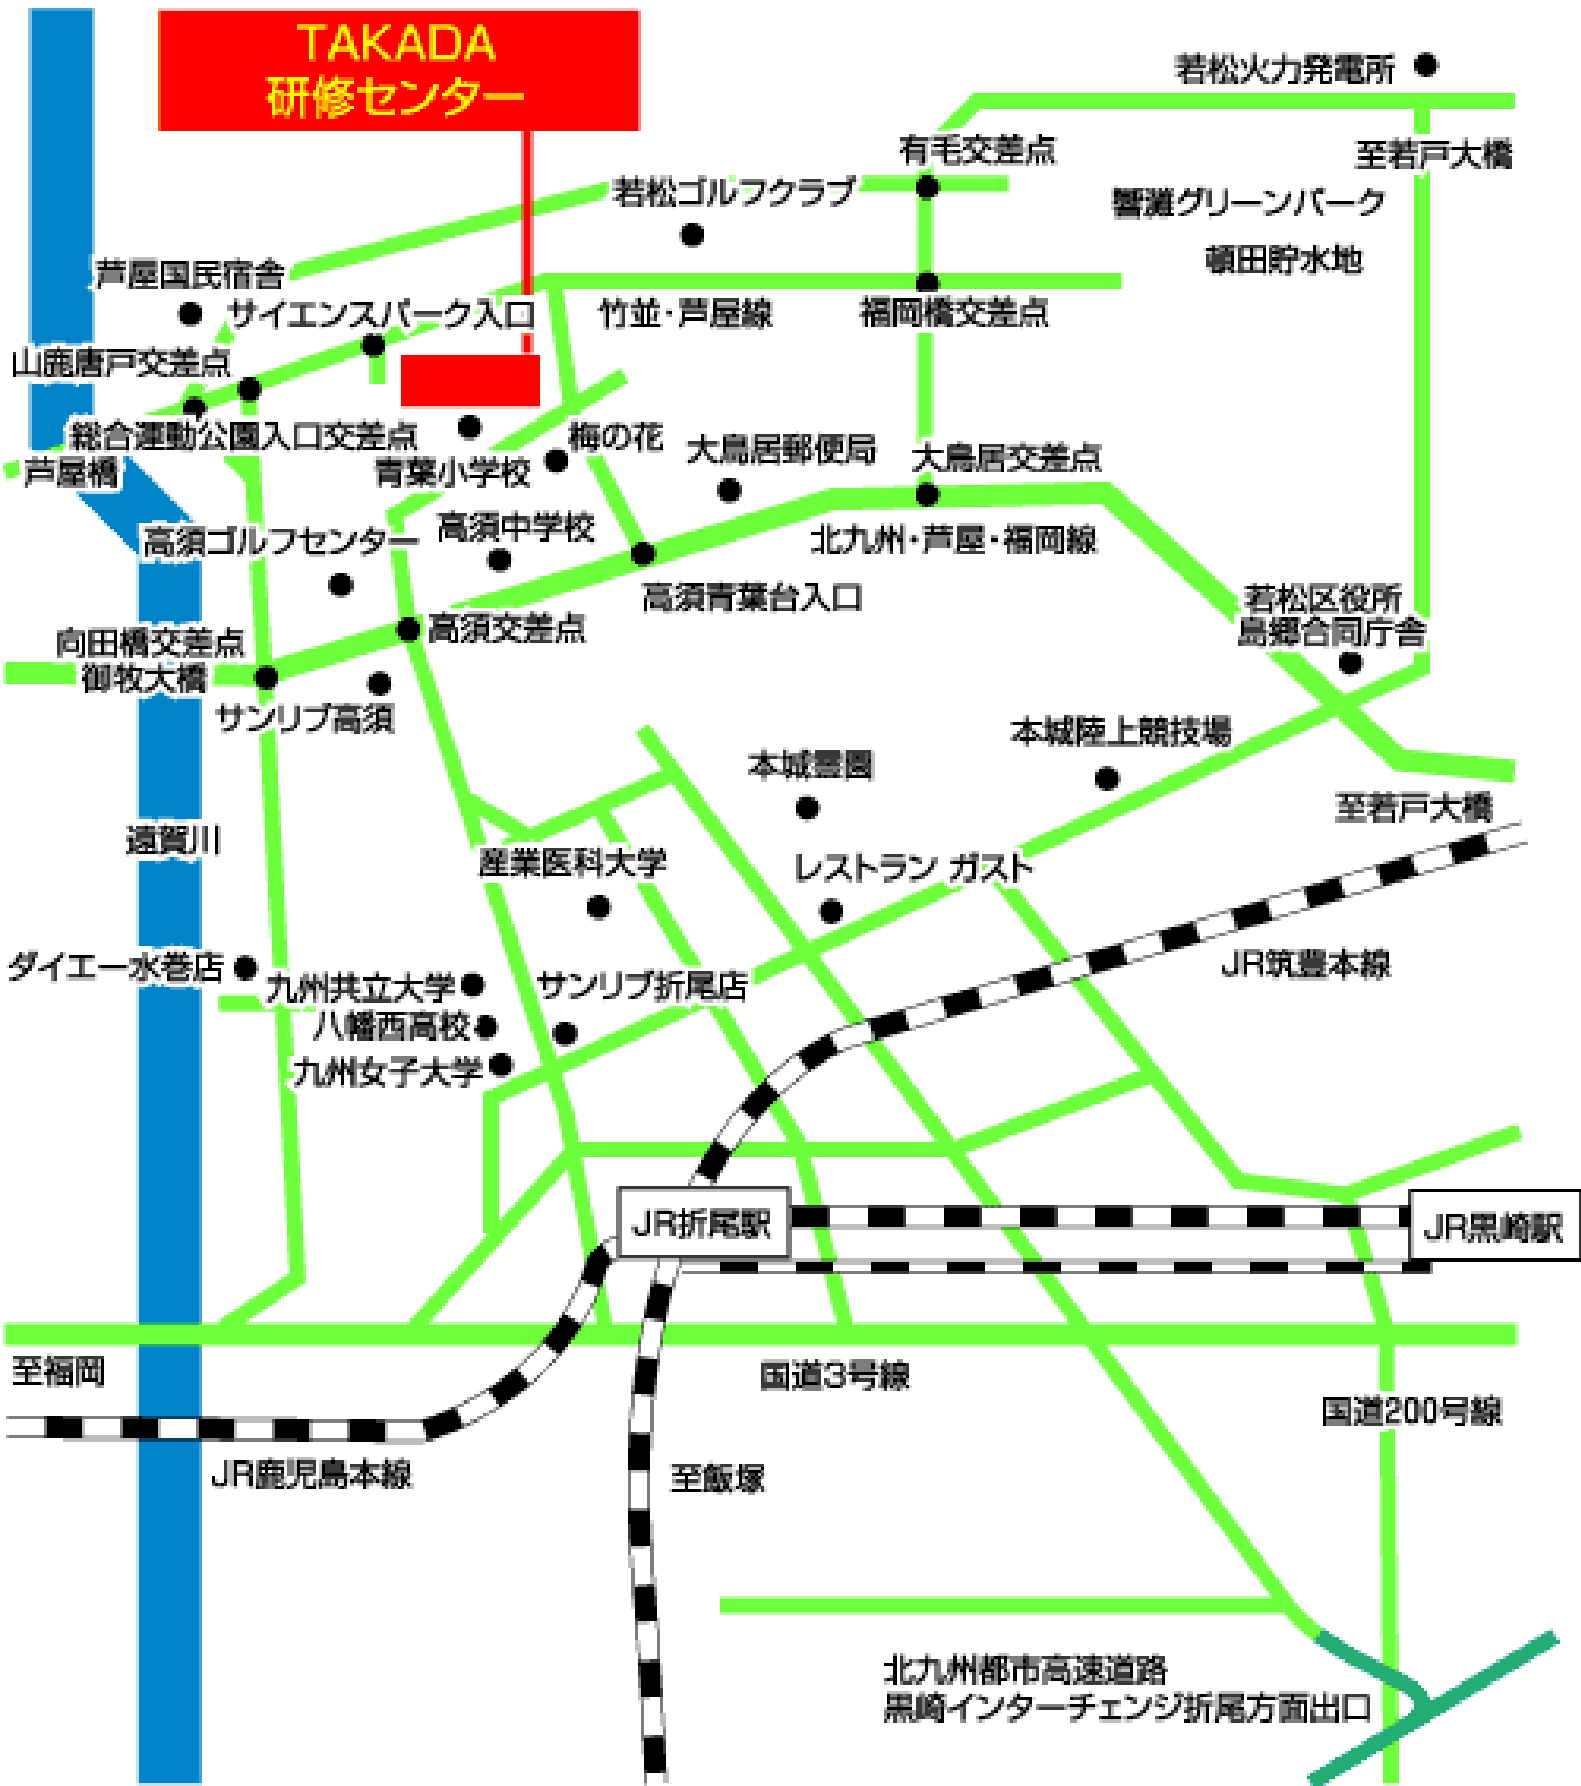 TAKADA
研修センター
若松火力発電所
有毛交差点
至若戸大橋
若松ゴルフクラブ
響灘グリーンパーク
頓田貯水地
芦屋国民宿舎
サイエンスパーク入口
竹並・芦屋線
福岡橋交差点
山鹿唐戸交差点
総合運動公園入口交差点
芦屋橋
青葉小学校
梅の花
大鳥居郵便局
大鳥居交差点
高須ゴルフセンター
高須中学校
北九州・芦屋・福岡線
高須青葉台入口
若松区役所
島郷合同庁舎
高須交差点
向田橋交差点
御牧大橋
サンリブ高須
本城陸上競技場
本城霊園
至若戸大橋
遠賀川
産業医科大学
レストラン ガスト
ダイエー水巻店
九州共立大学
サンリブ折尾店
JR筑豊本線
八幡西高校
九州女子大学
JR折尾駅
JR黒崎駅
至福岡
国道3号線
国道200号線
JR鹿児島本線
至飯塚
北九州都市高速道路
黒崎インターチェンジ折尾方面出口